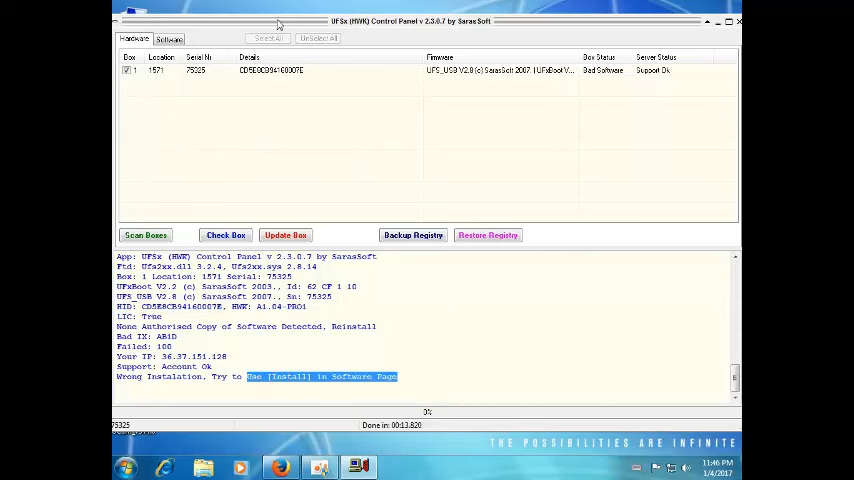 UFSx (HWK) Control Panel v 2.3.0.7 by SarasSoft
Hardware Software Select All UnSelect All
Box Location Serial Nr Details Firmware Box Status Server Status
1 1571 75325 CD5E8CB94160007E UFS_USB V2.8 (c) SarasSoft 2007. | UFxBoot V... Bad Software Support Ok
Scan Boxes Check Box Update Box Backup Registry Restore Registry
App: UFSx (HWK) Control Panel v 2.3.0.7 by SarasSoft
Ftd: Ufs2xx.dll 3.2.4, Ufs2xx.sys 2.8.14
Box: 1 Location: 1571 Serial: 75325
UFxBoot V2.2 (c) SarasSoft 2003., Id: 62 CF 1 10
UFS_USB V2.8 (c) SarasSoft 2007., Sn: 75325
HID: CD5E8CB94160007E, HWK: A1.04-PRO1
LIC: True
None Authorised Copy of Software Detected, Reinstall
Bad IX: AB1D
Failed: 100
Your IP: 36.37.151.128
Support: Account Ok
Wrong Instalation, Try to Use [Install] in Software Page
0%
75325 Done in: 00:13.820
THE POSSIBILITIES ARE INFINITE
11:46 PM
1/4/2017